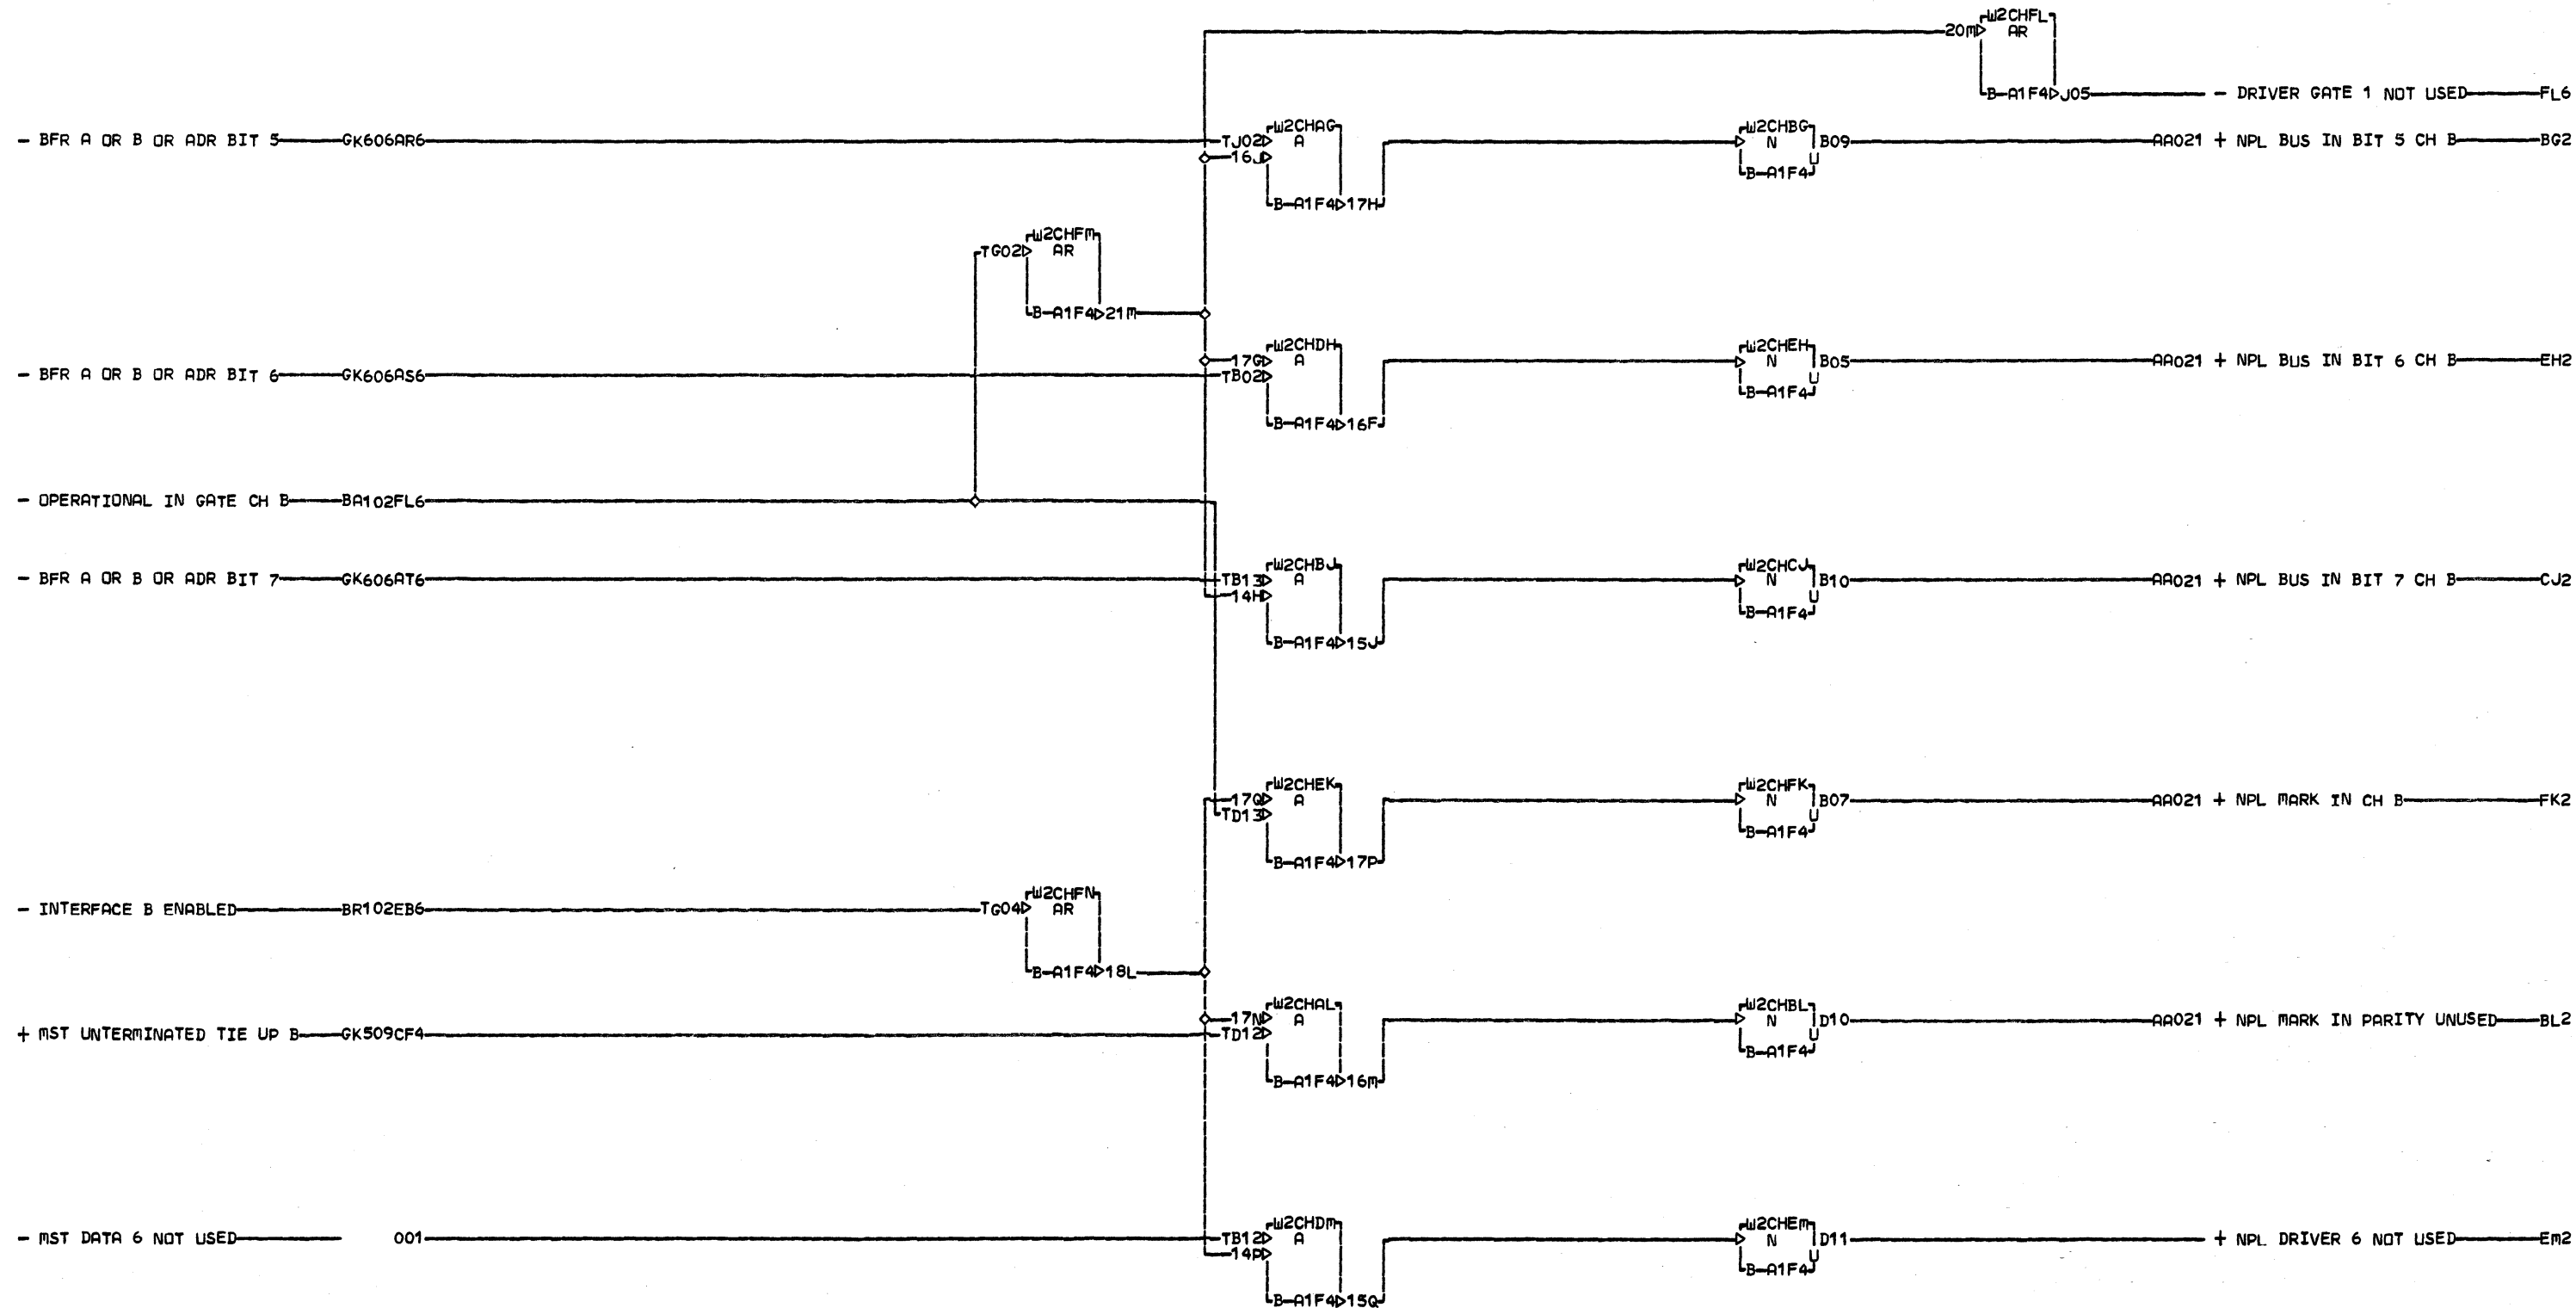 W2CHFL
20M AR
B-A1F4 J05 - DRIVER GATE 1 NOT USED FL6
- BFR A OR B OR ADR BIT 5 GK606AR6 TJ02 W2CHAG W2CHBG B09 AA021 + NPL BUS IN BIT 5 CH B BG2
16J A N U
B-A1F4
B-A1F4 17H
W2CHFM
TG02 AR
B-A1F4 21M
W2CHDH W2CHEH
17G A N B05 AA021 + NPL BUS IN BIT 6 CH B EH2
- BFR A OR B OR ADR BIT 6 GK606AS6 TB02 U
B-A1F4
B-A1F4 16F
- OPERATIONAL IN GATE CH B BA102FL6
W2CHBJ W2CHCJ
- BFR A OR B OR ADR BIT 7 GK606AT6 TB13 A N B10 AA021 + NPL BUS IN BIT 7 CH B CJ2
14H U
B-A1F4
B-A1F4 15J
W2CHEK W2CHFK
17Q A N B07 AA021 + NPL MARK IN CH B FK2
TD13 U
B-A1F4
B-A1F4 17P
W2CHFN
- INTERFACE B ENABLED BR102EB6 TG04 AR
B-A1F4 18L
W2CHAL W2CHBL
17N A N D10 AA021 + NPL MARK IN PARITY UNUSED BL2
+ MST UNTERMINATED TIE UP B GK509CF4 TD12 U
B-A1F4
B-A1F4 16M
W2CHDM W2CHEM
- MST DATA 6 NOT USED 001 TB12 A N D11 + NPL DRIVER 6 NOT USED EM2
14P U
B-A1F4
B-A1F4 15Q